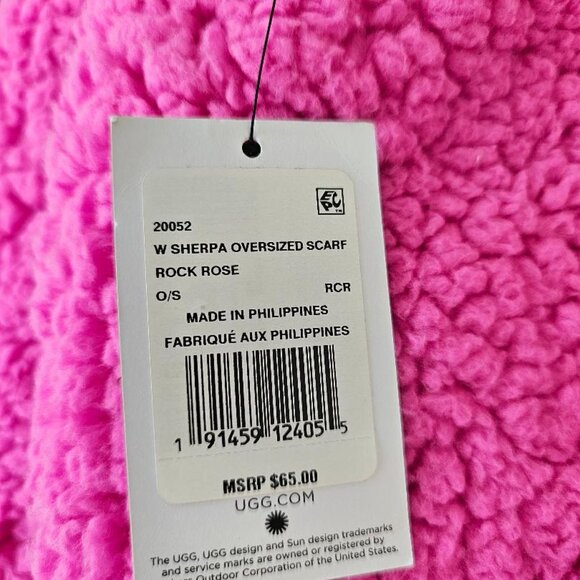 EPC™
20052
W SHERPA OVERSIZED SCARF
ROCK ROSE
O/S RCR
MADE IN PHILIPPINES
FABRIQUÉ AUX PHILIPPINES
1 91459 12405 5
MSRP $65.00
UGG.COM
The UGG, UGG design and Sun design trademarks
and service marks are owned or registered by
Outdoor Corporation of the United States.